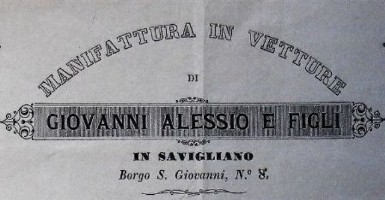 MANIFATTURA IN VETTURE
DI
GIOVANNI ALESSIO E FIGLI
IN SAVIGLIANO
Borgo S. Giovanni, N.º 8.